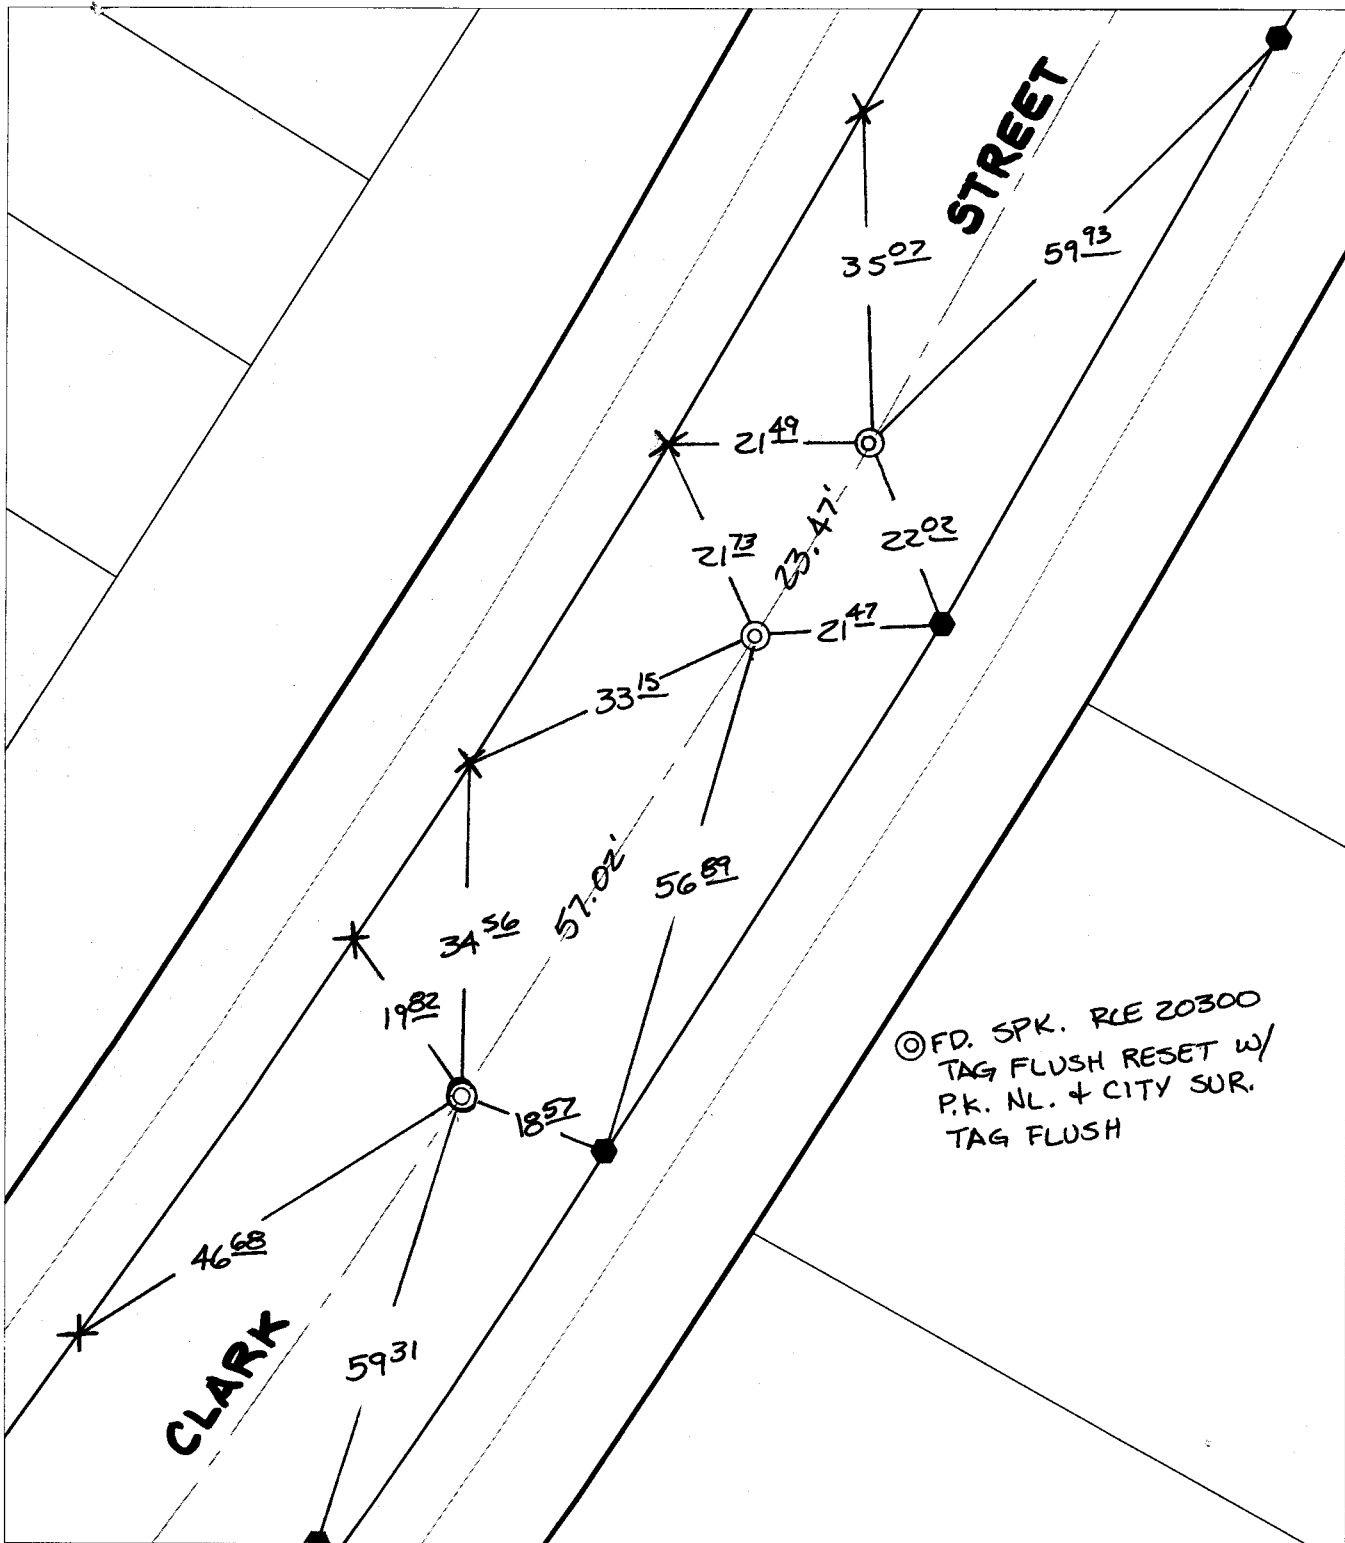 STREET
35 07
59 93
21 49
23.47'
22 02
21 73
21 47
33 15
56 89
57.02'
34 56
19 82
18 57
46 68
59 31
CLARK
FD. SPK. RCE 20300
TAG FLUSH RESET W/
P.K. NL. & CITY SUR.
TAG FLUSH